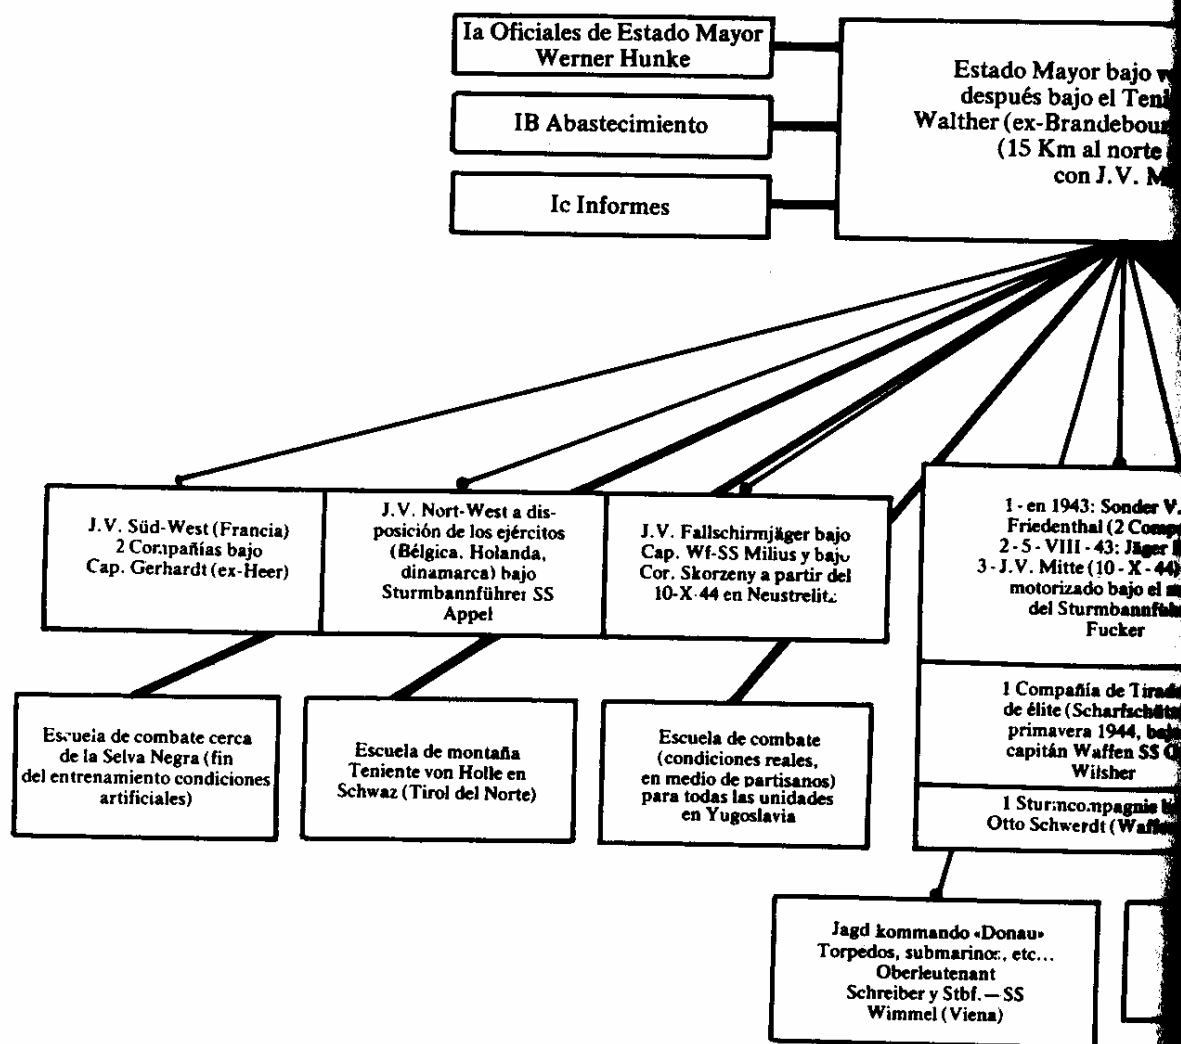 Ia Oficiales de Estado Mayor
Werner Hunke
IB Abastecimiento
Ic Informes
Estado Mayor bajo
después bajo el
Walther
(15 Km al norte
con J.V.
J.V. Süd-West (Francia)
2 Compañías bajo
Cap. Gerhardt (ex-Heer)
J.V. Nort-West a dis-
posición de los ejércitos
(Bélgica, Holanda,
dinamarca) bajo
Sturmbannführer SS
Appel
J.V. Fallschirmjäger bajo
Cap. Wf-SS Milius y bajo
Cor. Skorzeny a partir del
10-X-44 en
1 - en 1943: Sonder V.
Friedenthal (2
2 - 5 - VIII - 43: Jäger
3 - J.V. Mitte (10 - X - 44)
motorizado bajo el
del
Fucker
1 Compañía de
de élite
primavera 1944,
capitán Waffen SS
Wilsher
1 Sturmcompagnie
Otto Schwerdt
Escuela de combate cerca
de la Selva Negra (fin
del entrenamiento condiciones
artificiales)
Escuela de montaña
Teniente von Holle en
Schwaz (Tirol del Norte)
Escuela de combate
(condiciones reales,
en medio de partisanos)
para todas las unidades
en Yugoslavia
Jagd kommando «Donau»
Torpedos, submarinos, etc...
Oberleutenant
Schreiber y Stbf. — SS
Wimmel (Viena)